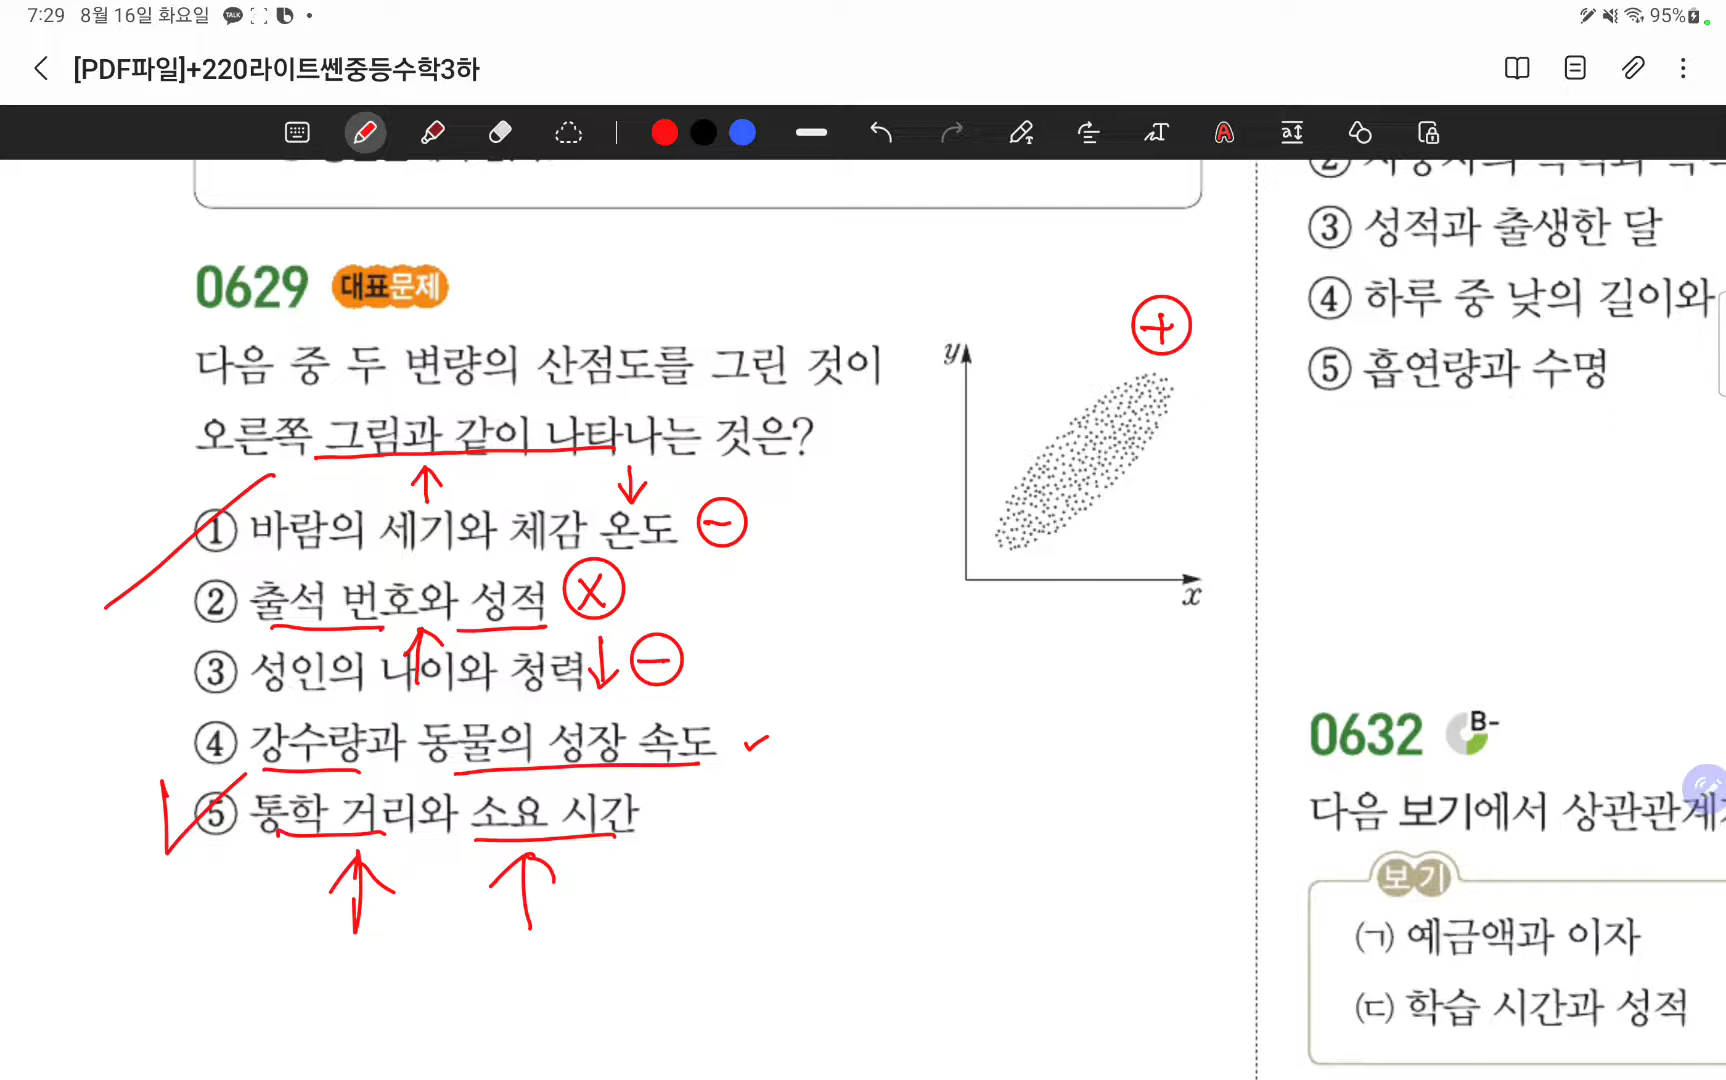 7:29 8월 16일 화요일 TALK
95%
[PDF파일]+220라이트쎈중등수학3하
0629 대표문제
다음 중 두 변량의 산점도를 그린 것이
오른쪽 그림과 같이 나타나는 것은?
① 바람의 세기와 체감 온도 −
② 출석 번호와 성적 X
③ 성인의 나이와 청력 −
④ 강수량과 동물의 성장 속도
⑤ 통학 거리와 소요 시간
+
y
x
③ 성적과 출생한 달
④ 하루 중 낮의 길이와
⑤ 흡연량과 수명
0632 B-
다음 보기에서 상관관계
보기
(ㄱ) 예금액과 이자
(ㄷ) 학습 시간과 성적